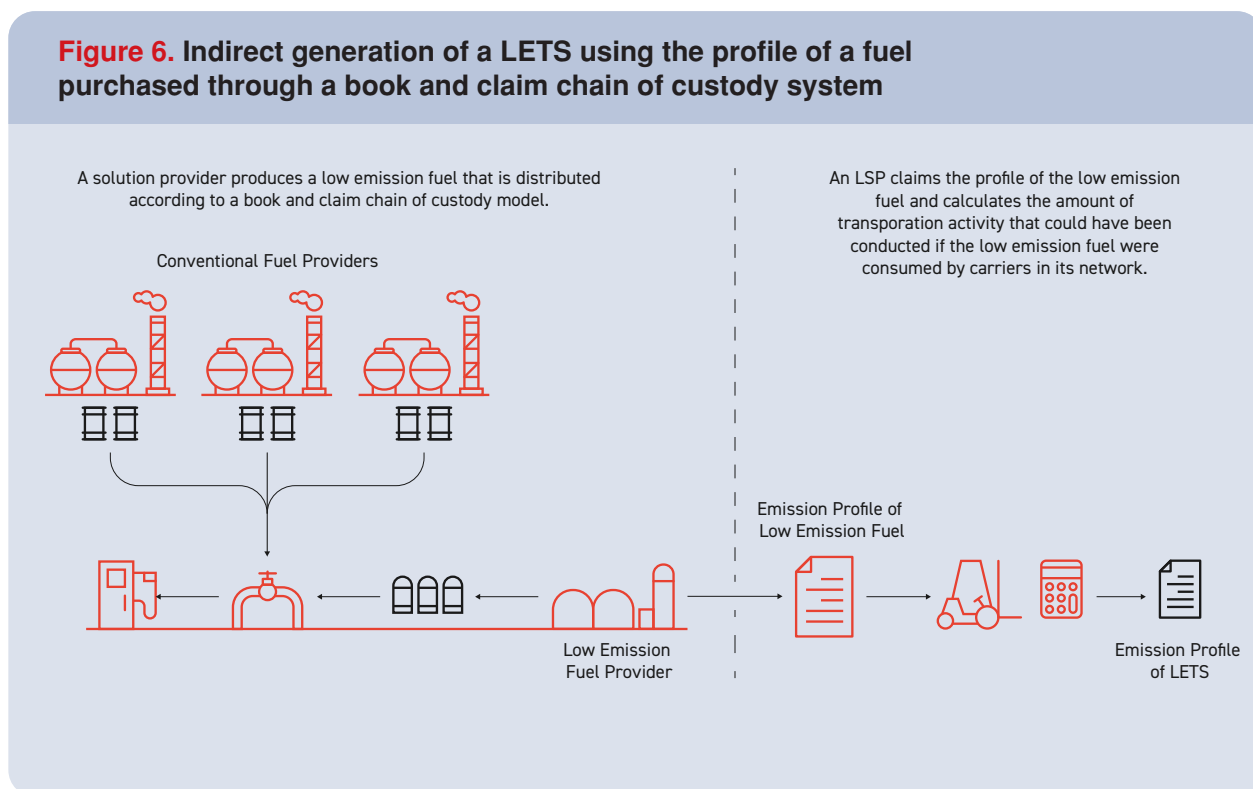 Figure 6. Indirect generation of a LETS using the profile of a fuel
purchased through a book and claim chain of custody system
A solution provider produces a low emission fuel that is distributed
according to a book and claim chain of custody model.
Conventional Fuel Providers
An LSP claims the profile of the low emission
fuel and calculates the amount of
transporation activity that could have been
conducted if the low emission fuel were
consumed by carriers in its network.
Emission Profile of
Low Emission Fuel
Low Emission
Fuel Provider
Emission Profile
of LETS